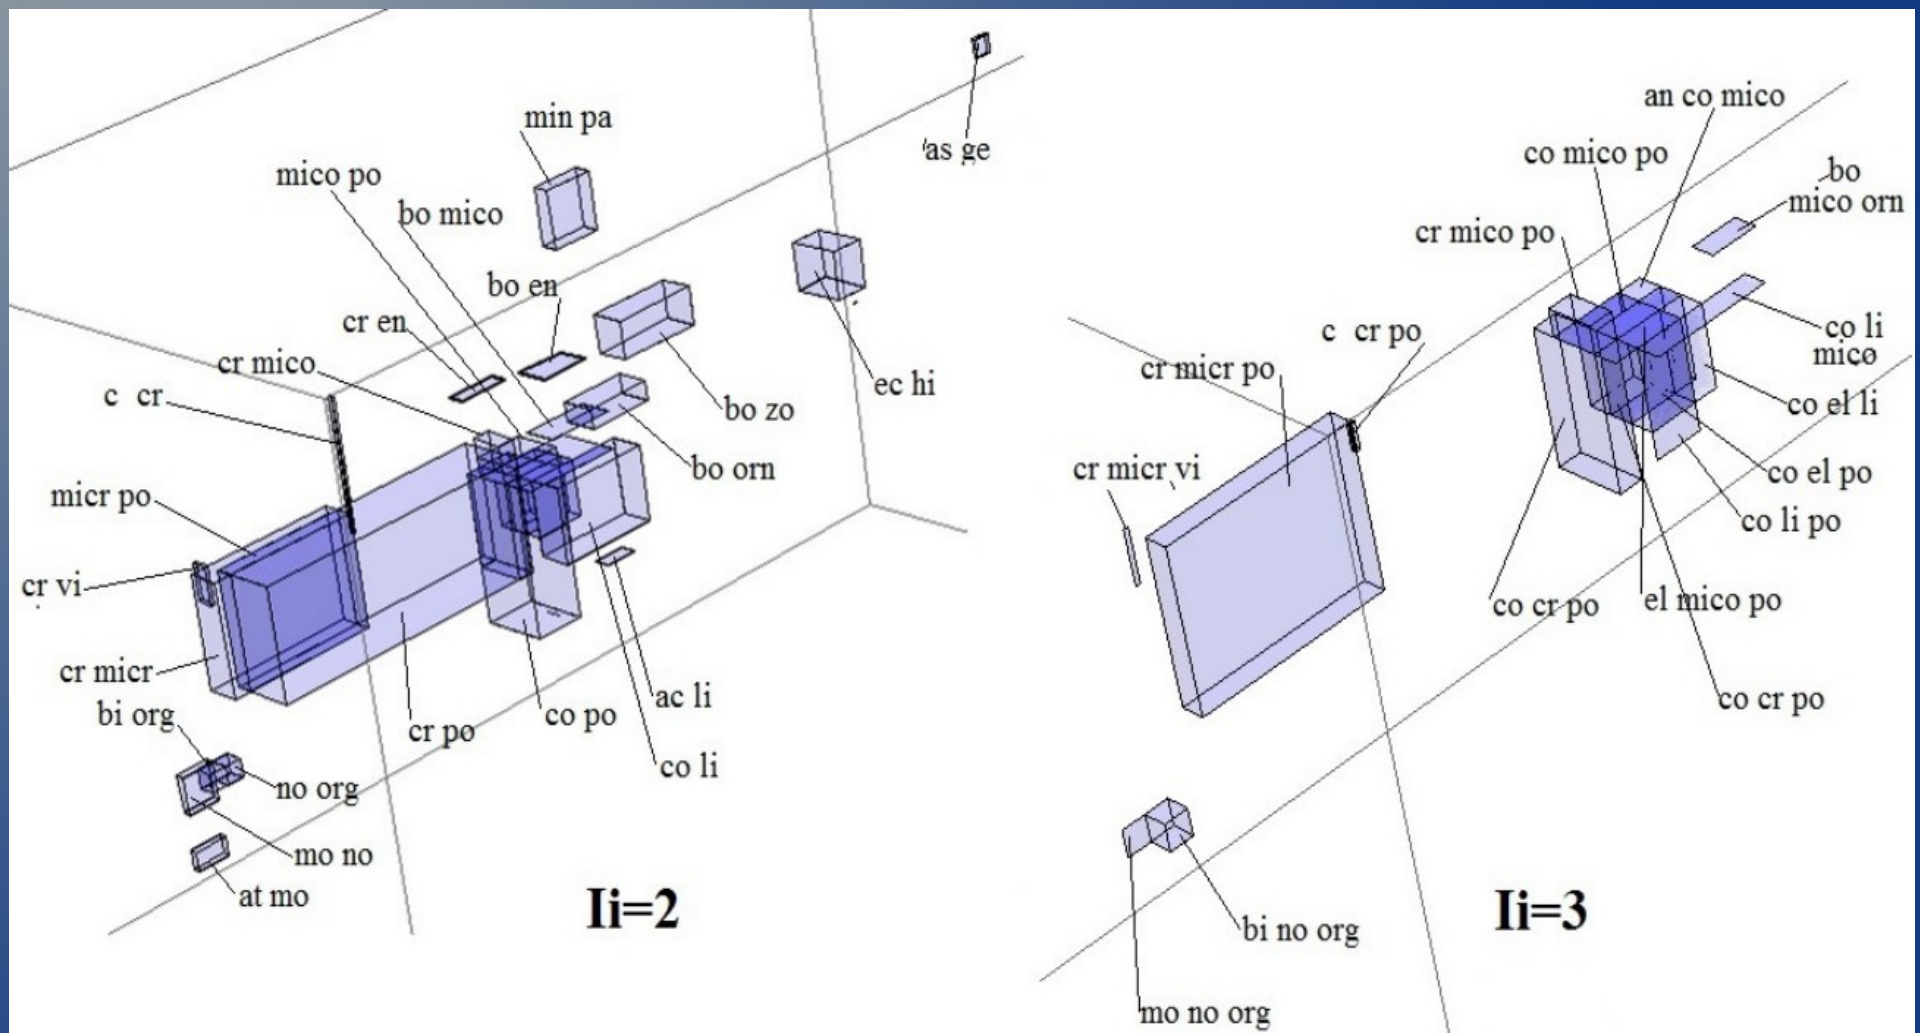 min pa
mico po
bo mico
bo en
cr en
cr mico
c cr
micr po
cr vi
cr micr
bi org
no org
mo no
at mo
cr po
co po
ac li
co li
bo orn
bo zo
ec hi
as ge
Ii=2
an co mico
co mico po
bo
mico orn
cr mico po
c cr po
cr micr po
cr micr vi
co li
mico
co el li
co el po
co li po
co cr po
el mico po
co cr po
bi no org
mo no org
Ii=3